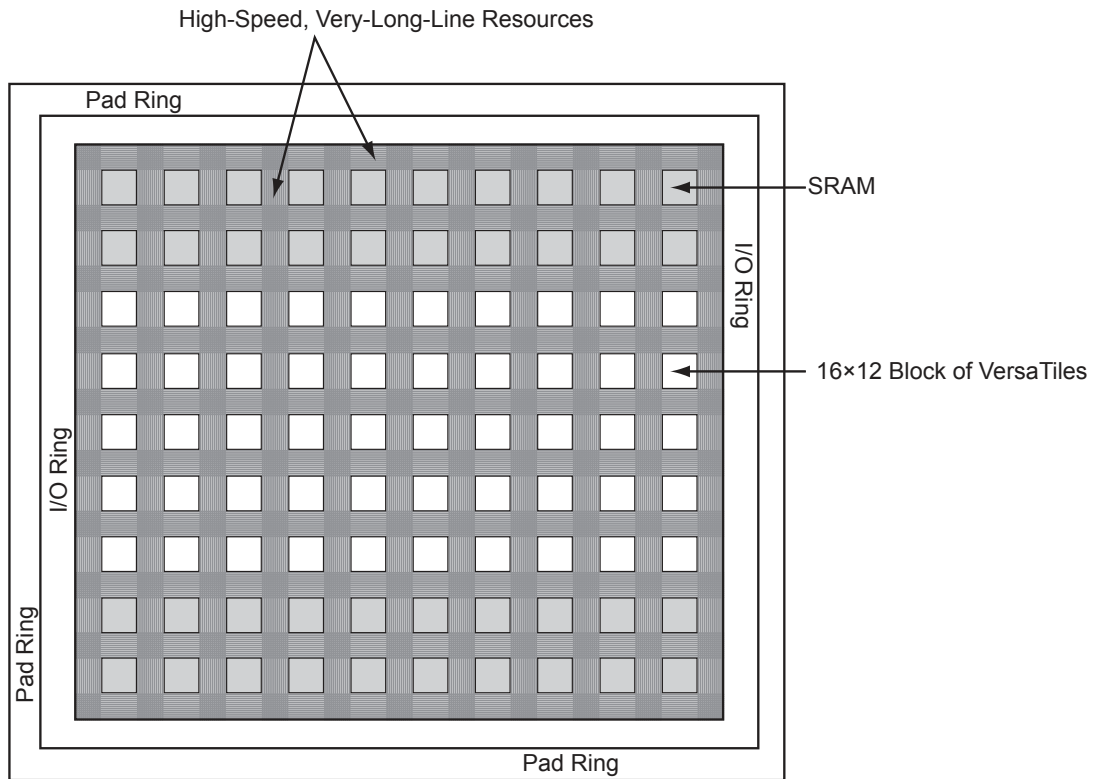 High-Speed, Very-Long-Line Resources
Pad Ring
SRAM
I/O Ring
16×12 Block of VersaTiles
I/O Ring
Pad Ring
Pad Ring